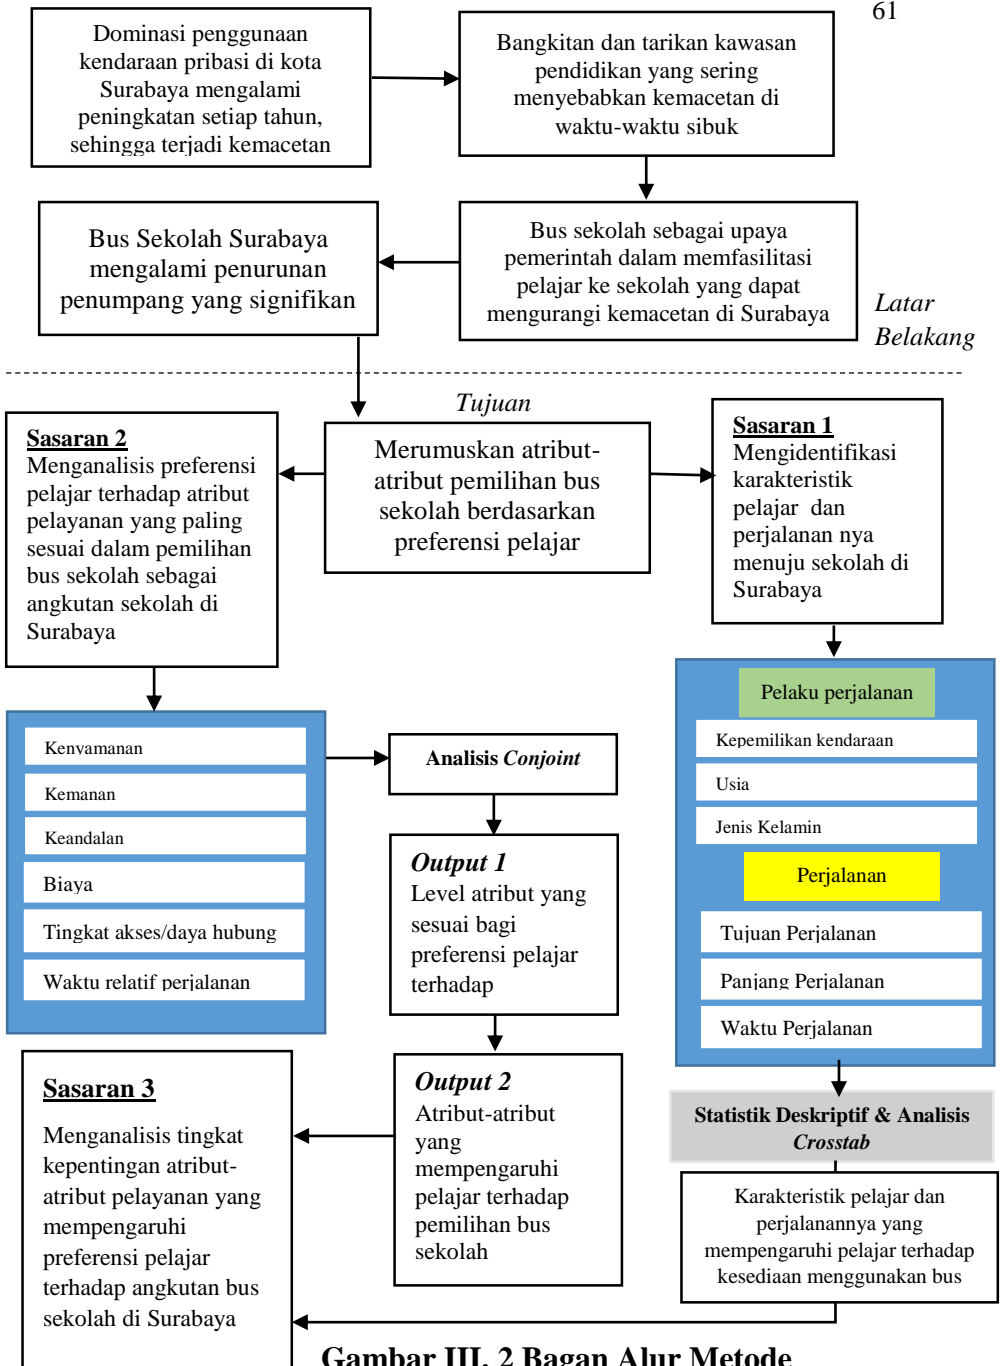 61
Dominasi penggunaan
kendaraan pribasi di kota
Surabaya mengalami
peningkatan setiap tahun,
sehingga terjadi kemacetan
Bangkitan dan tarikan kawasan
pendidikan yang sering
menyebabkan kemacetan di
waktu-waktu sibuk
Bus Sekolah Surabaya
mengalami penurunan
penumpang yang signifikan
Bus sekolah sebagai upaya
pemerintah dalam memfasilitasi
pelajar ke sekolah yang dapat
mengurangi kemacetan di Surabaya
Latar
Belakang
Tujuan
Merumuskan atribut-
atribut pemilihan bus
sekolah berdasarkan
preferensi pelajar
Sasaran 2
Menganalisis preferensi
pelajar terhadap atribut
pelayanan yang paling
sesuai dalam pemilihan
bus sekolah sebagai
angkutan sekolah di
Surabaya
Sasaran 1
Mengidentifikasi
karakteristik
pelajar dan
perjalanan nya
menuju sekolah di
Surabaya
Kenyamanan
Kemanan
Keandalan
Biaya
Tingkat akses/daya hubung
Waktu relatif perjalanan
Analisis Conjoint
Output 1
Level atribut yang
sesuai bagi
preferensi pelajar
terhadap
Output 2
Atribut-atribut
yang
mempengaruhi
pelajar terhadap
pemilihan bus
sekolah
Pelaku perjalanan
Kepemilikan kendaraan
Usia
Jenis Kelamin
Perjalanan
Tujuan Perjalanan
Panjang Perjalanan
Waktu Perjalanan
Statistik Deskriptif & Analisis
Crosstab
Karakteristik pelajar dan
perjalanannya yang
mempengaruhi pelajar terhadap
kesediaan menggunakan bus
Sasaran 3
Menganalisis tingkat
kepentingan atribut-
atribut pelayanan yang
mempengaruhi
preferensi pelajar
terhadap angkutan bus
sekolah di Surabaya
Gambar III. 2 Bagan Alur Metode